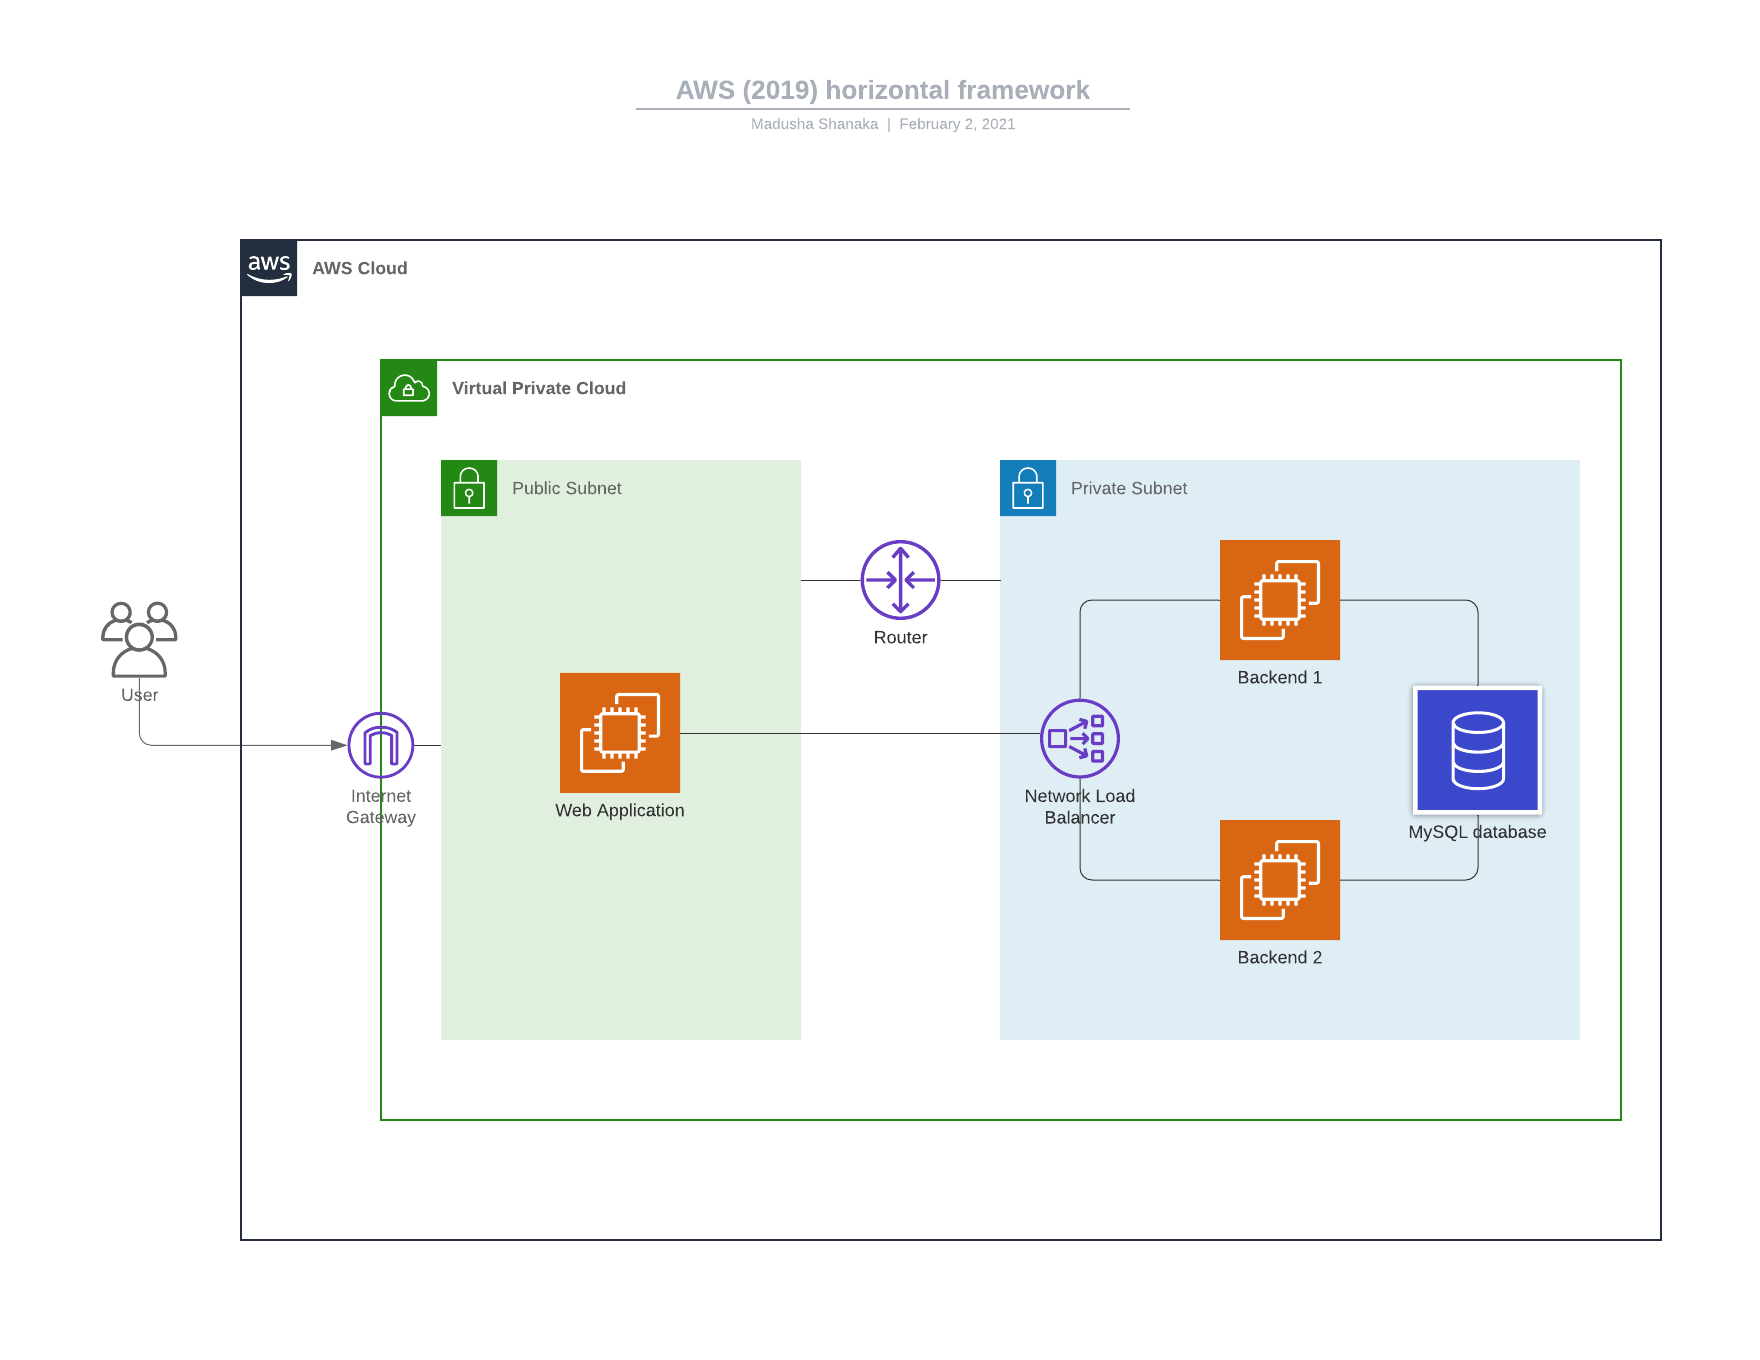 AWS (2019) horizontal framework
Madusha Shanaka | February 2, 2021
aws
AWS Cloud
Virtual Private Cloud
Public Subnet
Private Subnet
Router
Backend 1
User
Internet
Gateway
Web Application
Network Load
Balancer
MySQL database
Backend 2